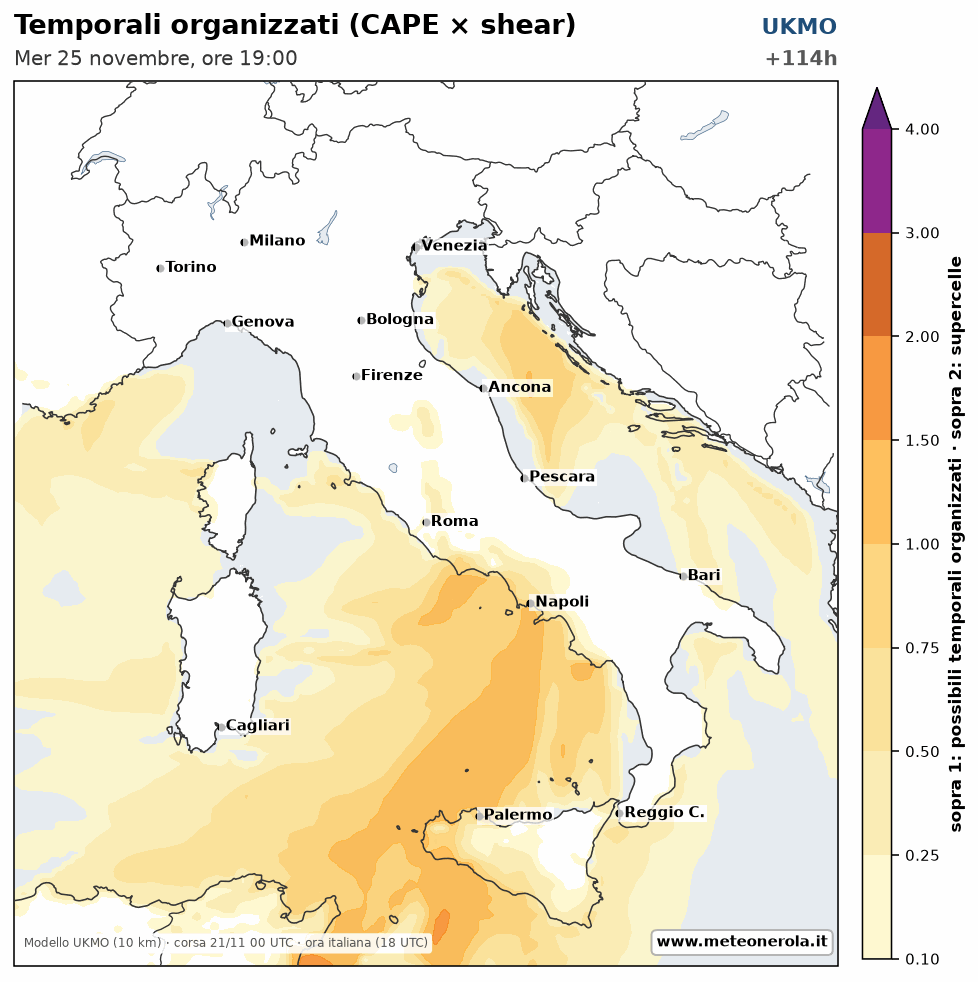 Temporali organizzati (CAPE × shear)
UKMO
Mer 25 novembre, ore 19:00
+114h
4.00
3.00
2.00
1.50
1.00
0.75
0.50
0.25
0.10
sopra 1: possibili temporali organizzati · sopra 2: supercelle
Milano
Venezia
Torino
Genova
Bologna
Firenze
Ancona
Pescara
Roma
Bari
Napoli
Cagliari
Palermo
Reggio C.
Modello UKMO (10 km) · corsa 21/11 00 UTC · ora italiana (18 UTC)
www.meteonerola.it